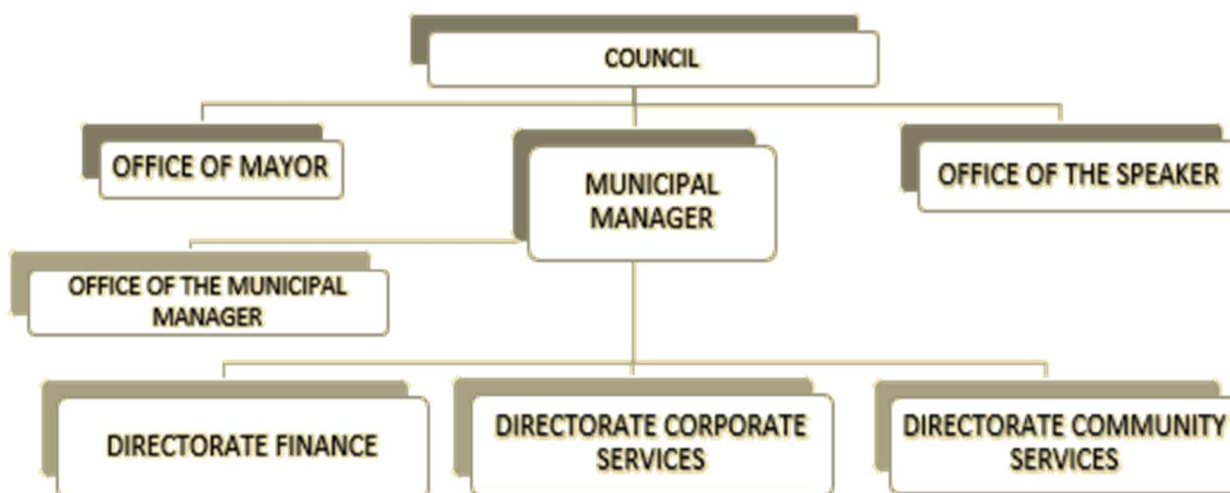 COUNCIL
OFFICE OF MAYOR
MUNICIPAL
MANAGER
OFFICE OF THE SPEAKER
OFFICE OF THE MUNICIPAL
MANAGER
DIRECTORATE FINANCE
DIRECTORATE CORPORATE
SERVICES
DIRECTORATE COMMUNITY
SERVICES